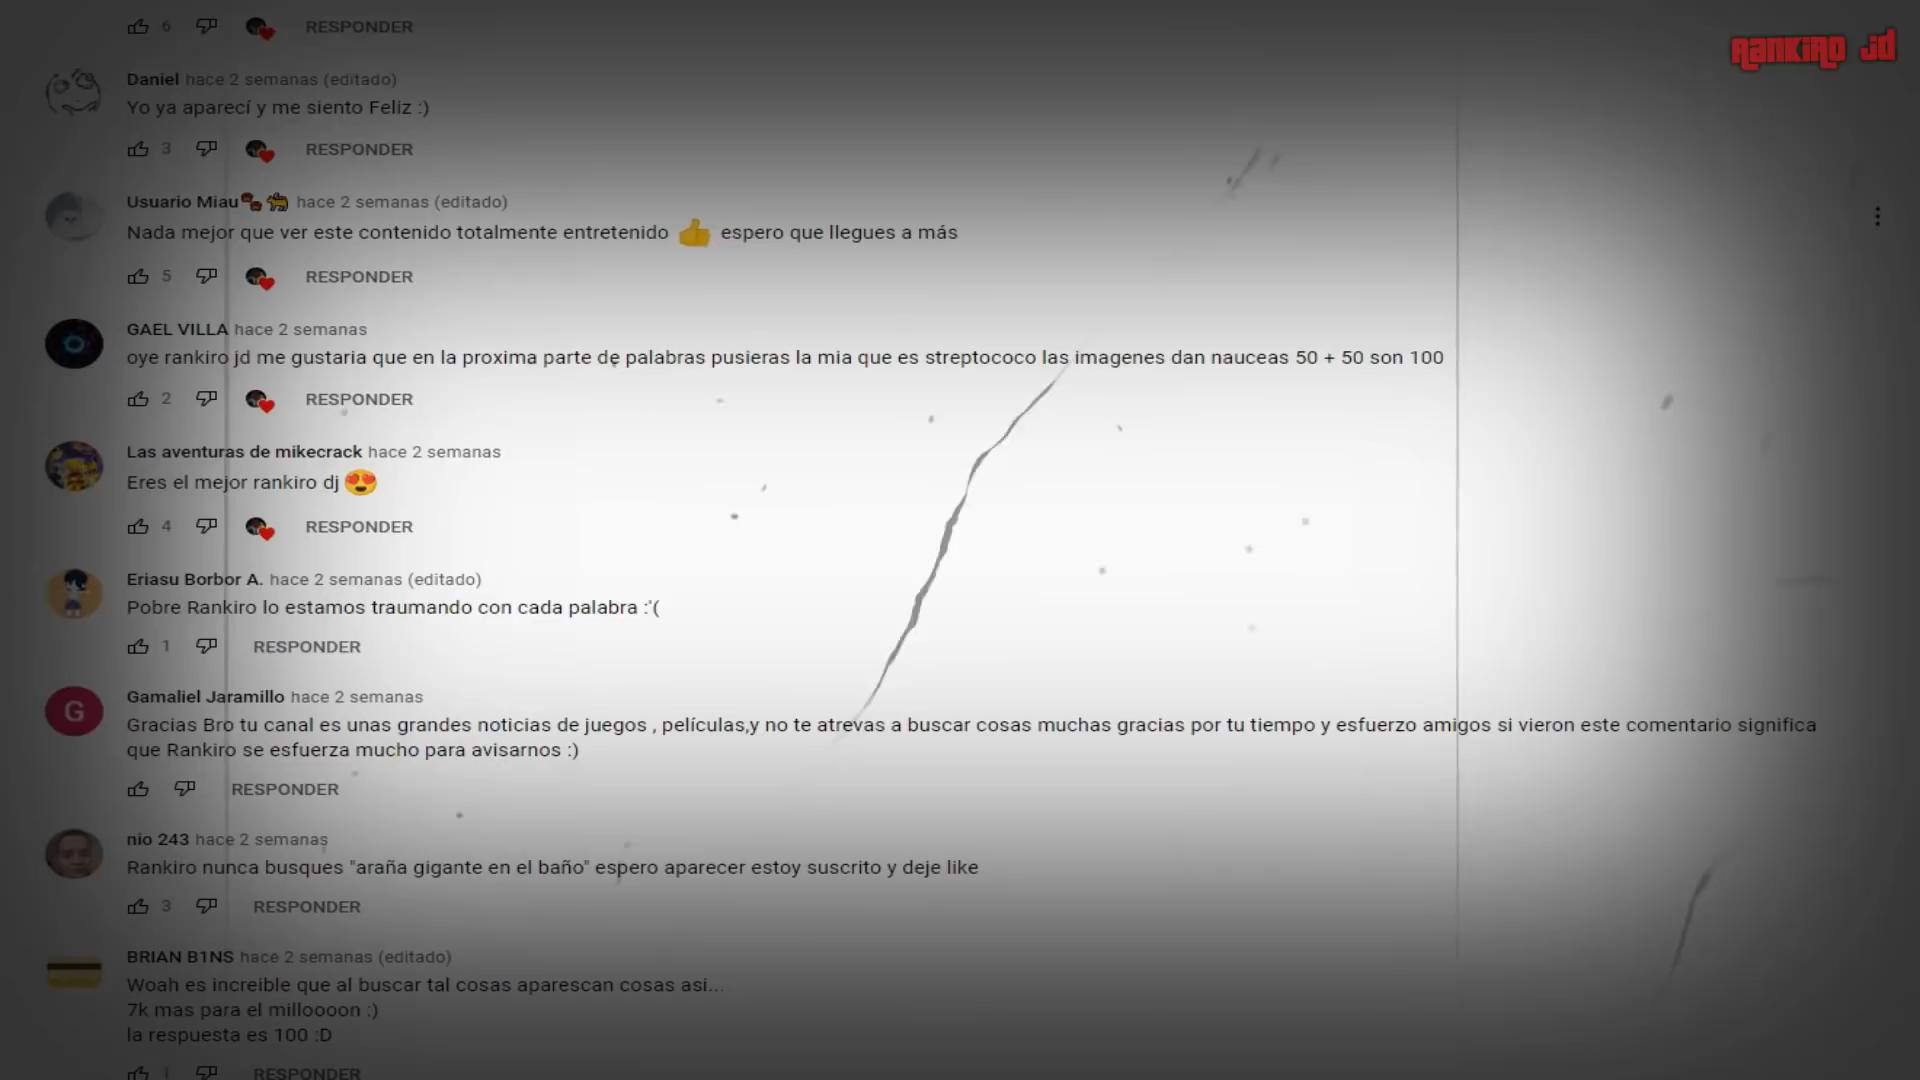 6 RESPONDER
RANKIRO JD
Daniel hace 2 semanas (editado)
Yo ya aparecí y me siento Feliz :)
3 RESPONDER
Usuario Miau🐾🐅 hace 2 semanas (editado)
Nada mejor que ver este contenido totalmente entretenido 👍 espero que llegues a más
5 RESPONDER
GAEL VILLA hace 2 semanas
oye rankiro jd me gustaria que en la proxima parte de palabras pusieras la mia que es streptococo las imagenes dan nauceas 50 + 50 son 100
2 RESPONDER
Las aventuras de mikecrack hace 2 semanas
Eres el mejor rankiro dj 😍
4 RESPONDER
Eriasu Borbor A. hace 2 semanas (editado)
Pobre Rankiro lo estamos traumando con cada palabra :'(
1 RESPONDER
G
Gamaliel Jaramillo hace 2 semanas
Gracias Bro tu canal es unas grandes noticias de juegos , películas,y no te atrevas a buscar cosas muchas gracias por tu tiempo y esfuerzo amigos si vieron este comentario significa
que Rankiro se esfuerza mucho para avisarnos :)
RESPONDER
nio 243 hace 2 semanas
Rankiro nunca busques "araña gigante en el baño" espero aparecer estoy suscrito y deje like
3 RESPONDER
BRIAN B1NS hace 2 semanas (editado)
Woah es increible que al buscar tal cosas aparescan cosas así...
7k mas para el milloooon :)
la respuesta es 100 :D
1 RESPONDER